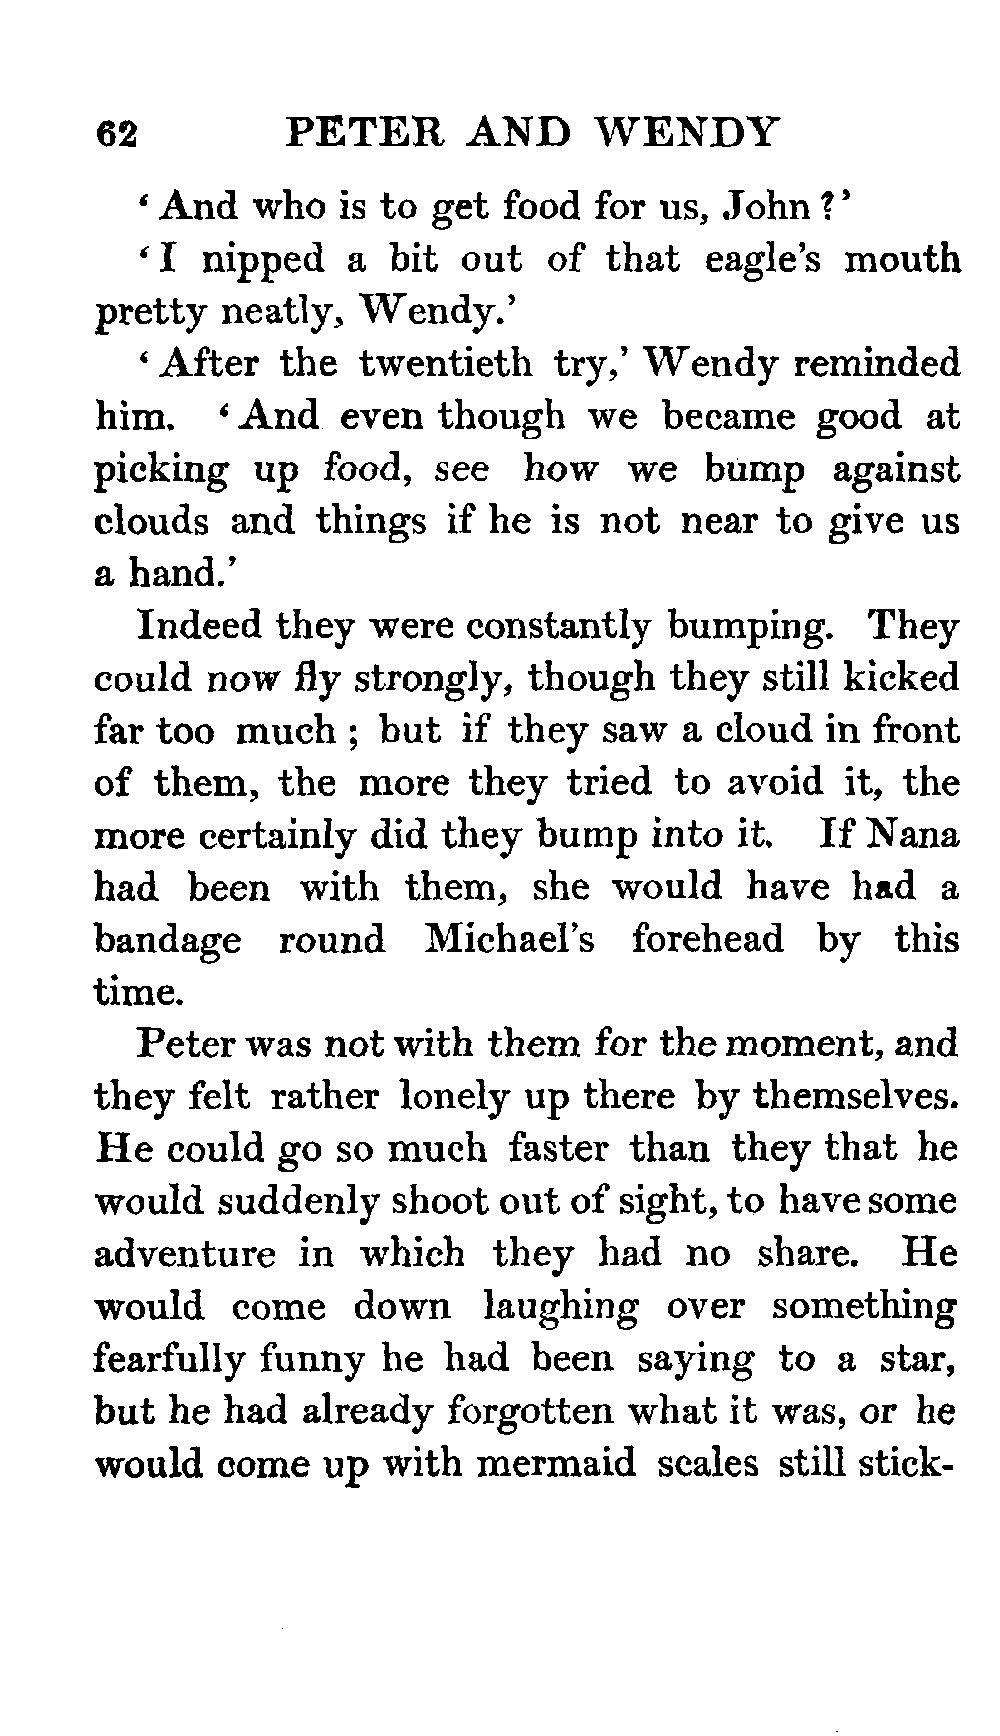 62 PETER AND WENDY
‘And who is to get food for us, John?’
‘I nipped a bit out of that eagle’s mouth
pretty neatly, Wendy.’
‘After the twentieth try,’ Wendy reminded
him. ‘And even though we became good at
picking up food, see how we bump against
clouds and things if he is not near to give us
a hand.’
Indeed they were constantly bumping. They
could now fly strongly, though they still kicked
far too much; but if they saw a cloud in front
of them, the more they tried to avoid it, the
more certainly did they bump into it. If Nana
had been with them, she would have had a
bandage round Michael’s forehead by this
time.
Peter was not with them for the moment, and
they felt rather lonely up there by themselves.
He could go so much faster than they that he
would suddenly shoot out of sight, to have some
adventure in which they had no share. He
would come down laughing over something
fearfully funny he had been saying to a star,
but he had already forgotten what it was, or he
would come up with mermaid scales still stick-